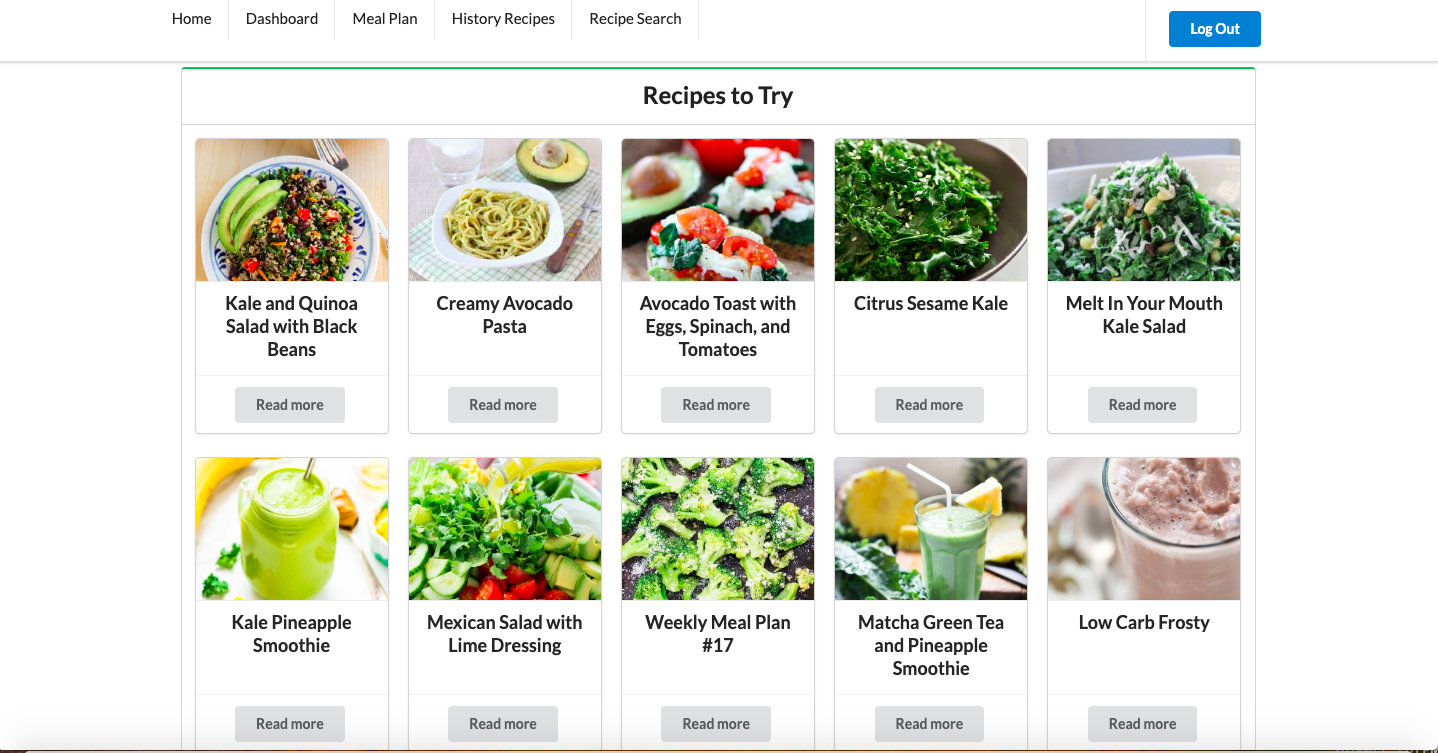 Home Dashboard Meal Plan History Recipes Recipe Search Log Out
Recipes to Try
Kale and Quinoa
Salad with Black
Beans
Read more
Creamy Avocado
Pasta
Read more
Avocado Toast with
Eggs, Spinach, and
Tomatoes
Read more
Citrus Sesame Kale
Read more
Melt In Your Mouth
Kale Salad
Read more
Kale Pineapple
Smoothie
Read more
Mexican Salad with
Lime Dressing
Read more
Weekly Meal Plan
#17
Read more
Matcha Green Tea
and Pineapple
Smoothie
Read more
Low Carb Frosty
Read more